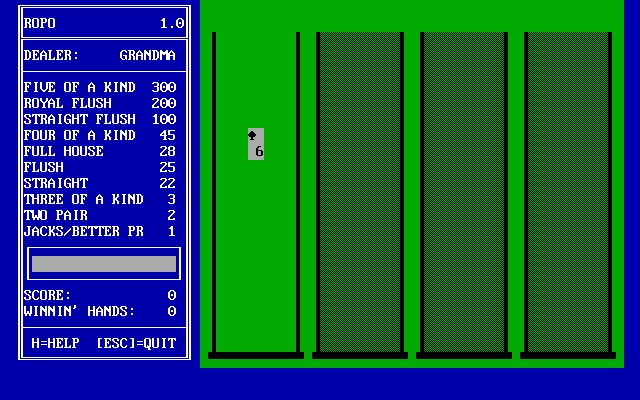 ROPO 1.0
DEALER: GRANDMA
FIVE OF A KIND 300
ROYAL FLUSH 200
STRAIGHT FLUSH 100
FOUR OF A KIND 45
FULL HOUSE 28
FLUSH 25
STRAIGHT 22
THREE OF A KIND 3
TWO PAIR 2
JACKS/BETTER PR 1
SCORE: 0
WINNIN' HANDS: 0
H=HELP [ESC]=QUIT
♠
6